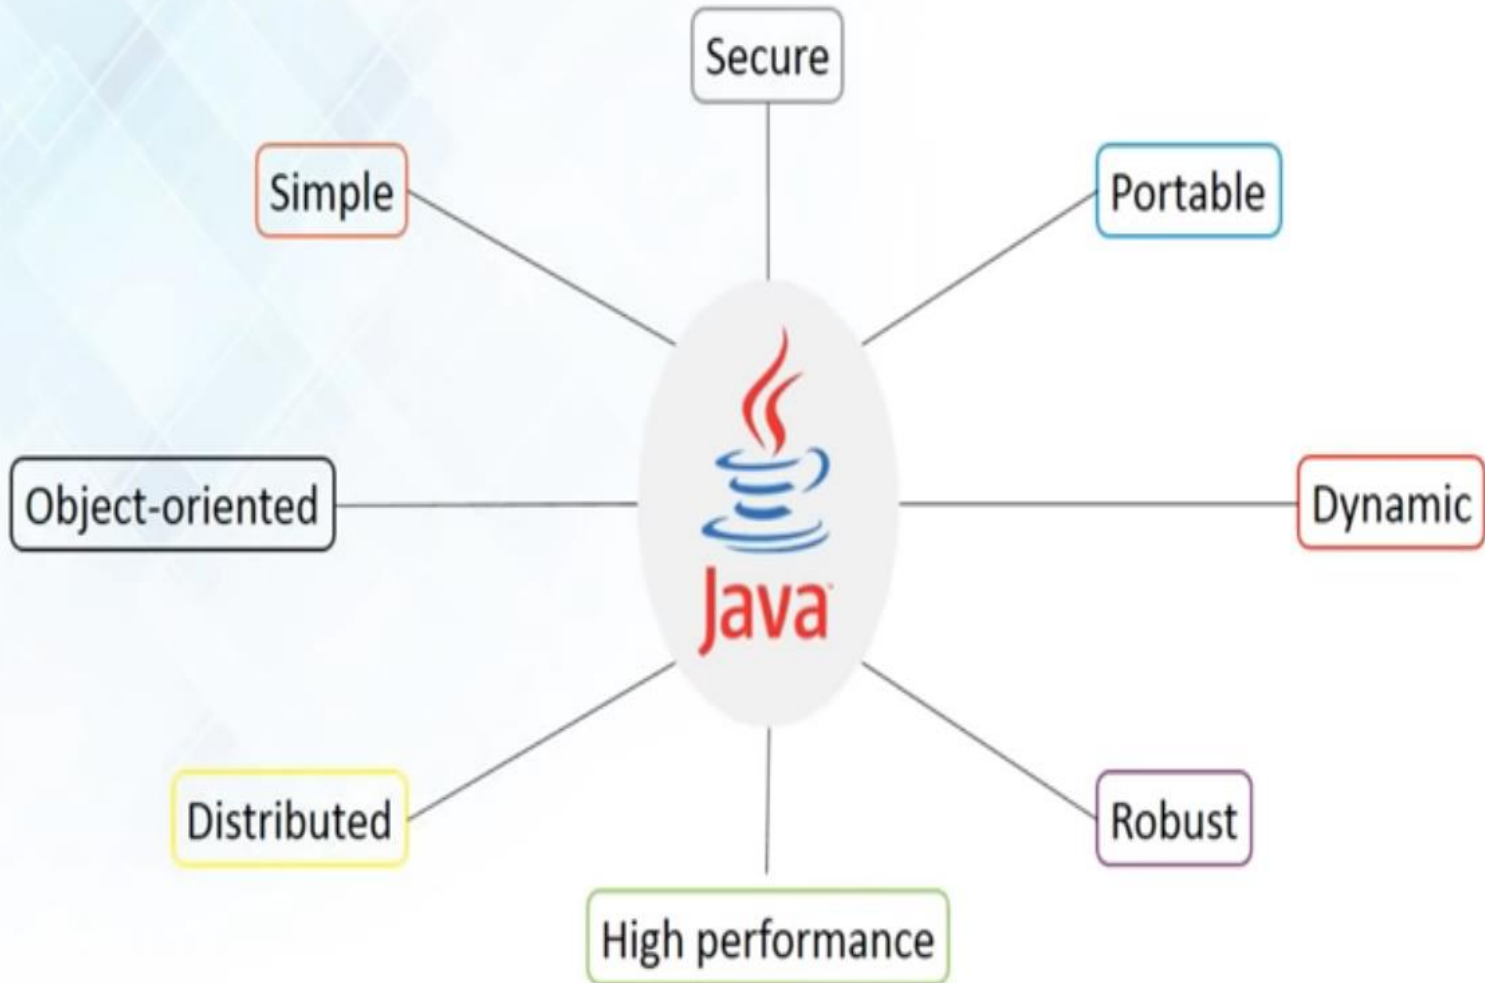 Secure
Simple
Portable
Java
Object-oriented
Dynamic
Distributed
Robust
High performance